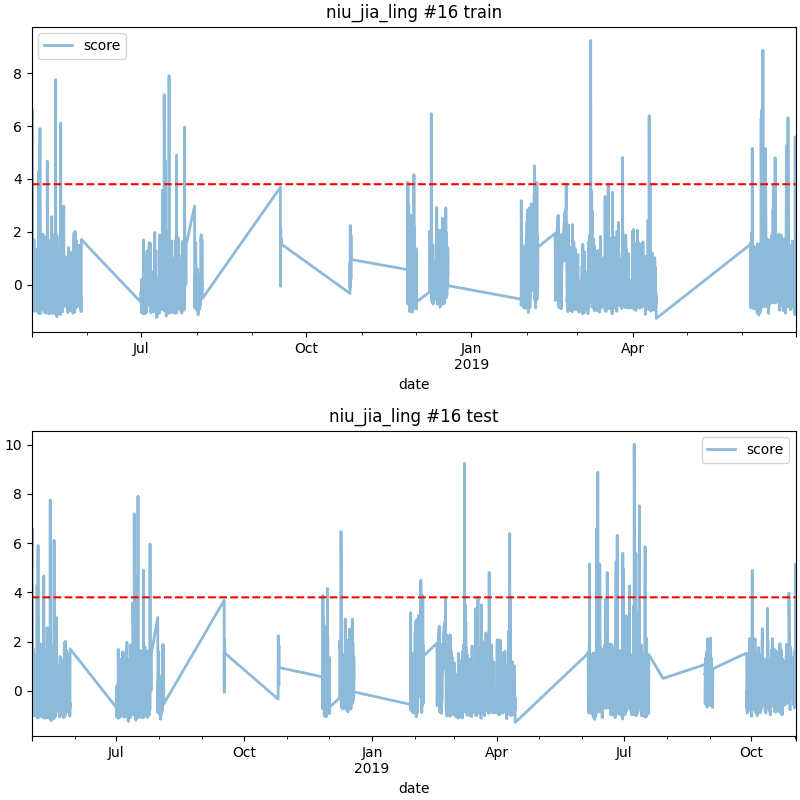 niu_jia_ling #16 train
score
8
6
4
2
0
Jul
Oct
Jan
2019
Apr
date
niu_jia_ling #16 test
score
10
8
6
4
2
0
Jul
Oct
Jan
2019
Apr
Jul
Oct
date